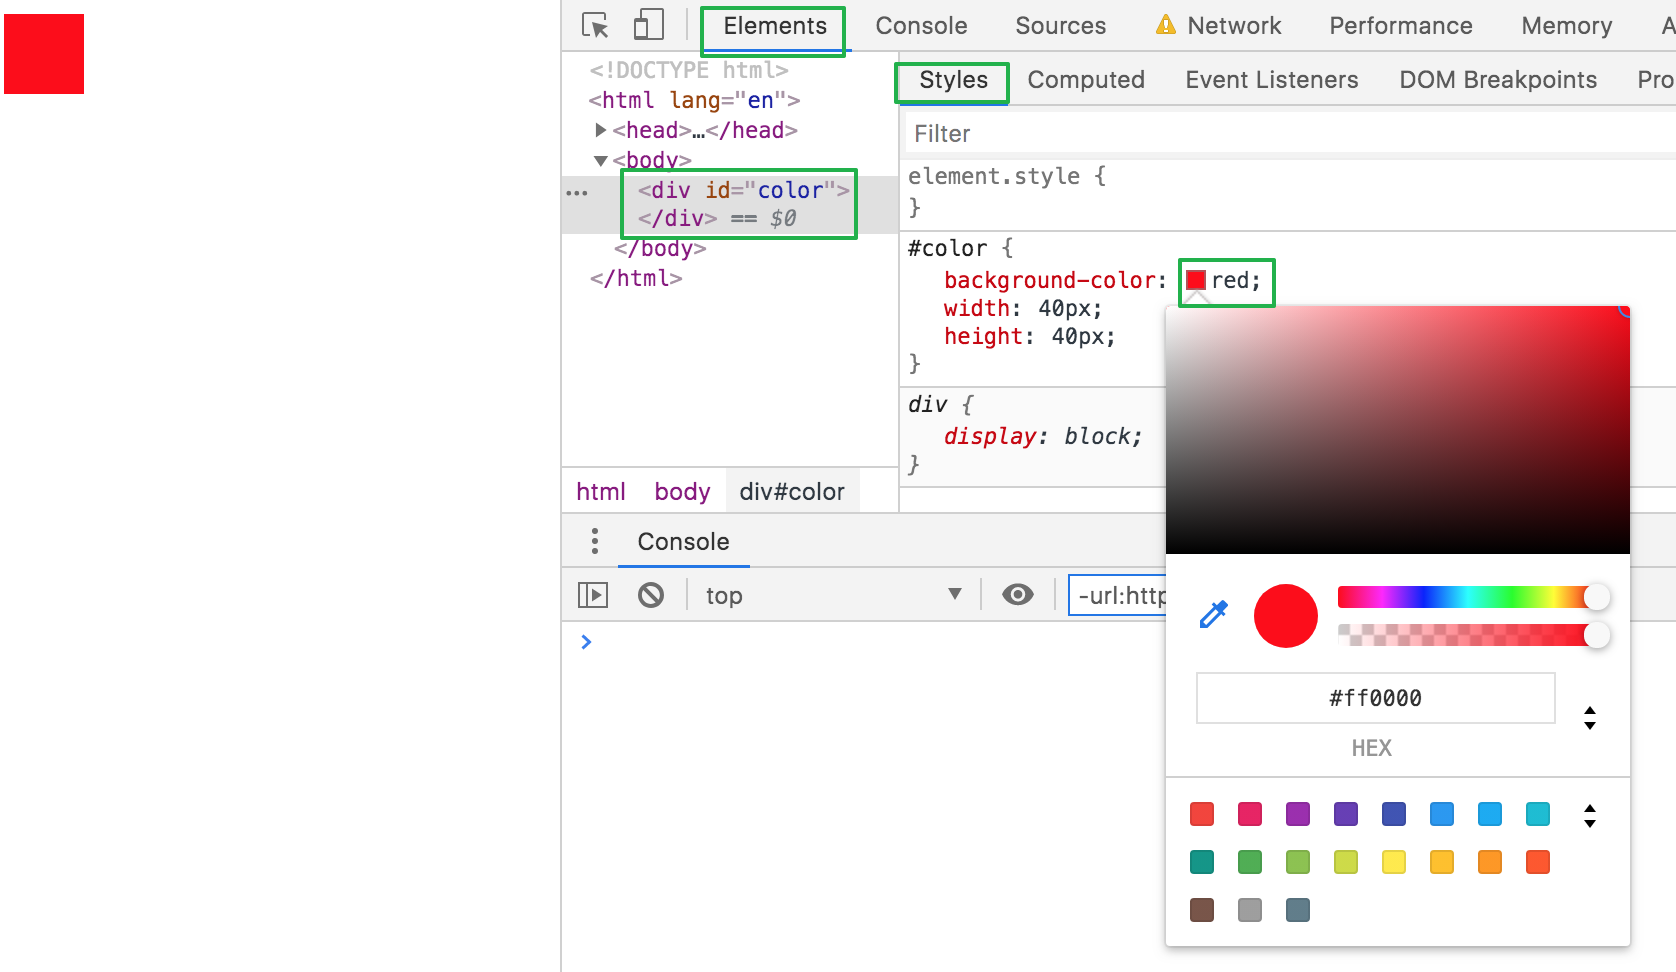 Elements Console Sources Network Performance Memory A
<!DOCTYPE html>
<html lang="en">
<head>…</head>
<body>
<div id="color">
</div> == $0
</body>
</html>
html body div#color
Styles Computed Event Listeners DOM Breakpoints Pro
Filter
element.style {
}
#color {
background-color: red;
width: 40px;
height: 40px;
}
div {
display: block;
}
#ff0000
HEX
Console
top -url:http